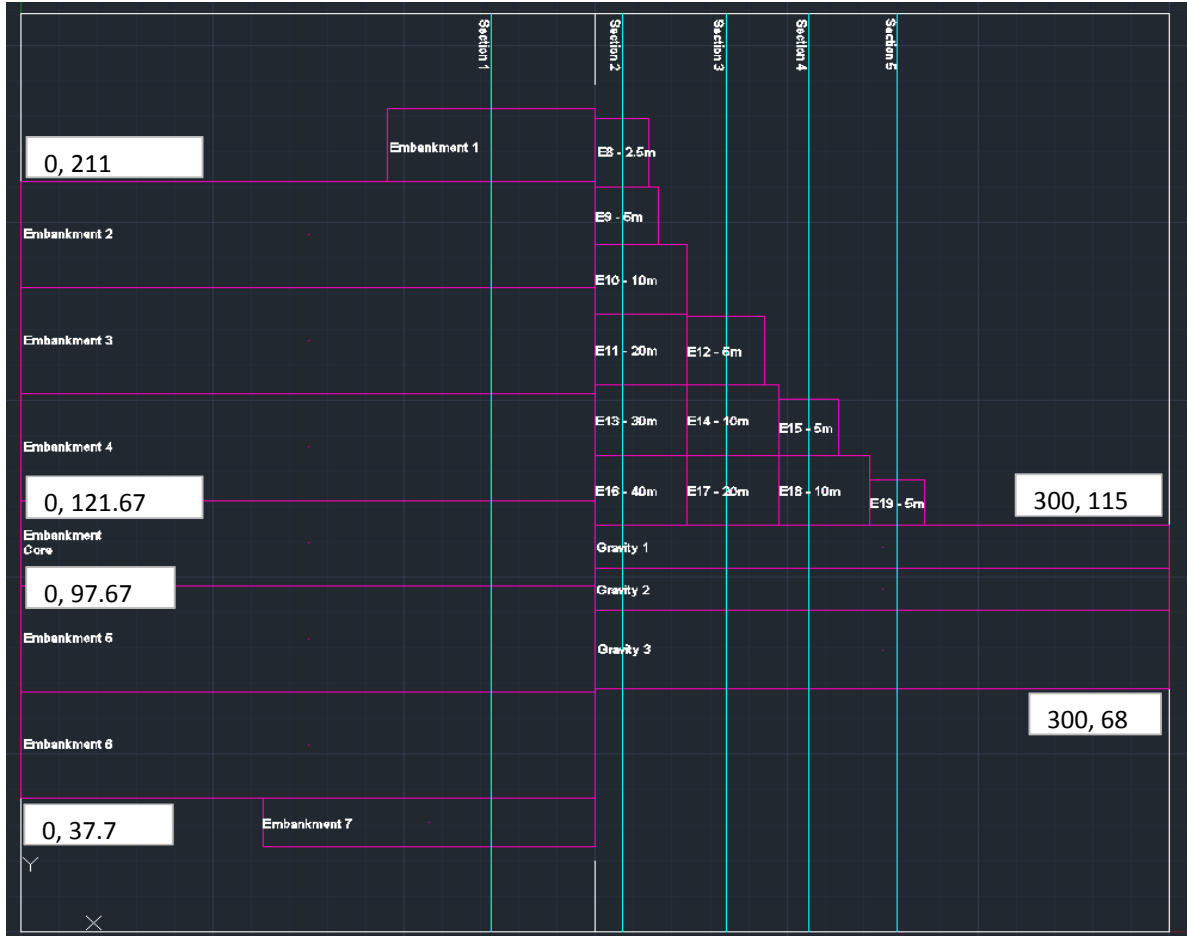 Section 1
Section 2
Section 3
Section 4
Section 5
Embankment 1
E8 - 2.5m
0, 211
E9 - 5m
Embankment 2
E10 - 10m
Embankment 3
E11 - 20m
E12 - 5m
E13 - 30m
E14 - 10m
E15 - 5m
Embankment 4
0, 121.67
E16 - 40m
E17 - 20m
E18 - 10m
E19 - 5m
300, 115
Embankment
Core
Gravity 1
0, 97.67
Gravity 2
Embankment 5
Gravity 3
300, 68
Embankment 6
0, 37.7
Embankment 7
Y
X